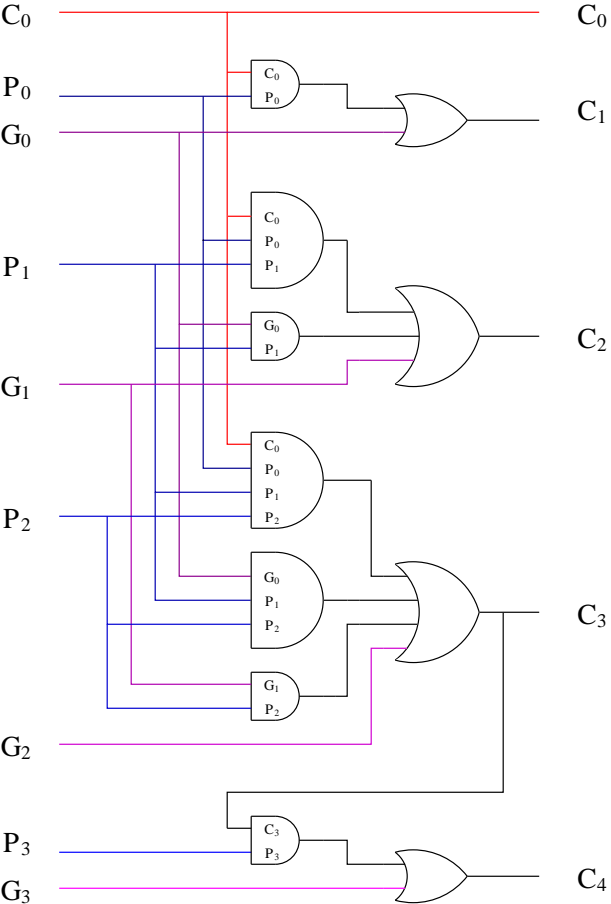 C₀ C₀
C₀
P₀
P₀
C₁
G₀
C₀
P₀
P₁
P₁
G₀
P₁
C₂
G₁
C₀
P₀
P₁
P₂
P₂
G₀
P₁
P₂
C₃
G₁
P₂
G₂
C₃
P₃
P₃
C₄
G₃